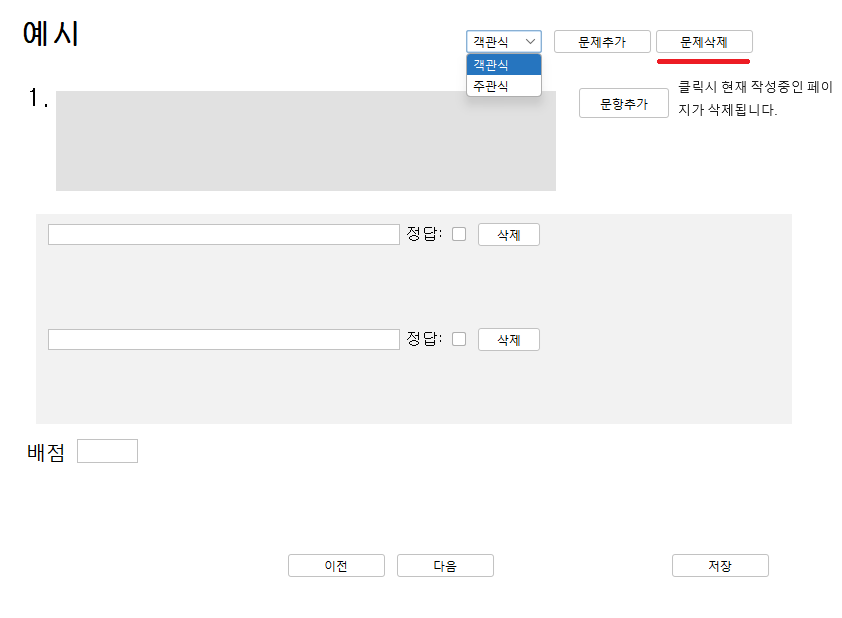 예시
객관식 문제추가 문제삭제
객관식
주관식
1.
문항추가
클릭시 현재 작성중인 페이
지가 삭제됩니다.
정답: 삭제
정답: 삭제
배점
이전 다음 저장